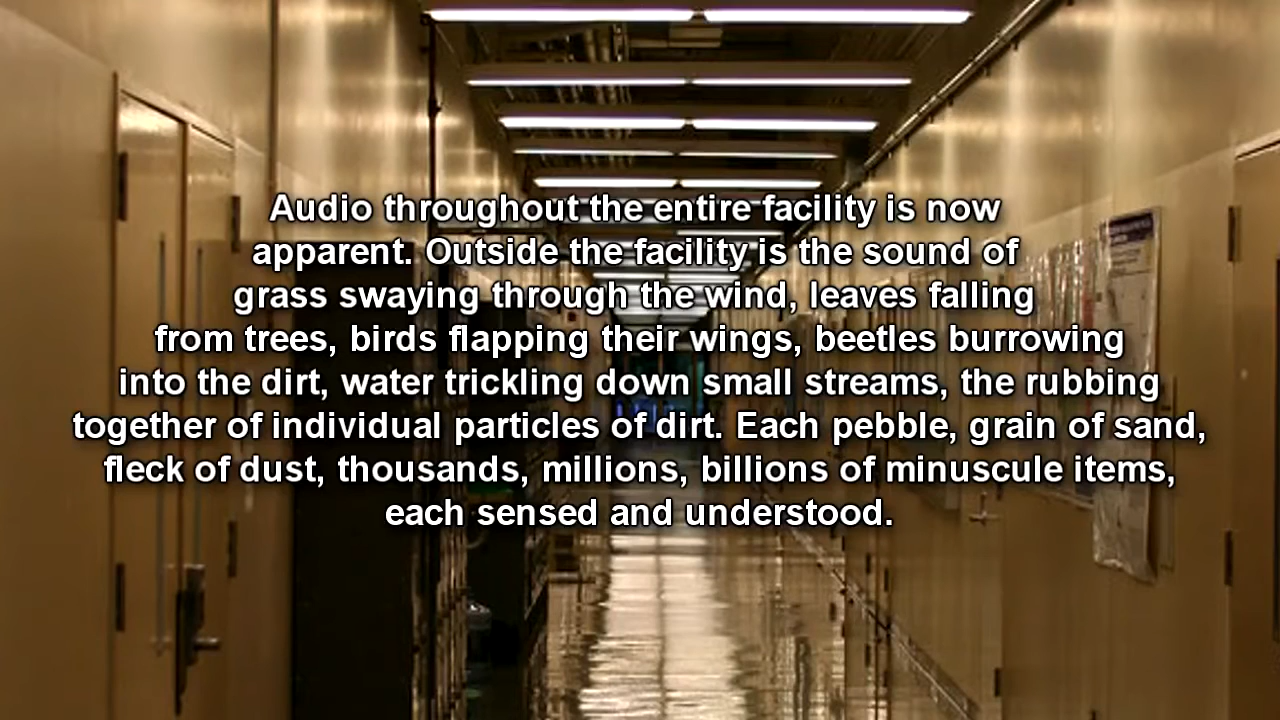 Audio throughout the entire facility is now
apparent. Outside the facility is the sound of
grass swaying through the wind, leaves falling
from trees, birds flapping their wings, beetles burrowing
into the dirt, water trickling down small streams, the rubbing
together of individual particles of dirt. Each pebble, grain of sand,
fleck of dust, thousands, millions, billions of minuscule items,
each sensed and understood.